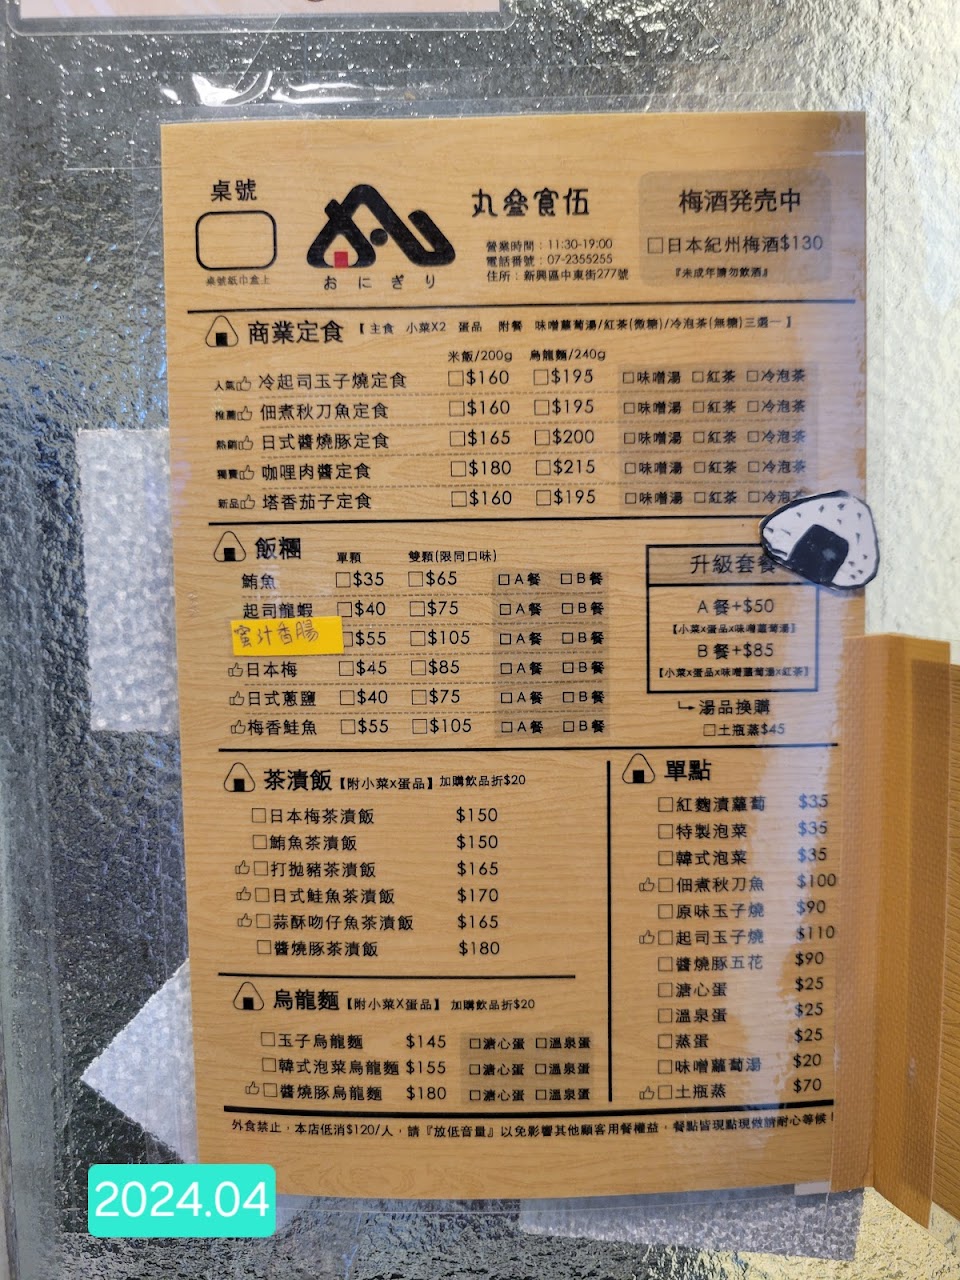 桌號
桌號紙巾盒上
おにぎり
丸叄食伍
營業時間：11:30-19:00
電話番號：07-2355255
住所：新興區中東街277號
梅酒発売中
□日本紀州梅酒$130
『未成年請勿飲酒』
商業定食【主食 小菜X2 蛋品 附餐 味噌蘿蔔湯/紅茶(微糖)/冷泡茶(無糖)三選一】
米飯/200g 烏龍麵/240g
人氣 冷起司玉子燒定食 □$160 □$195 □味噌湯 □紅茶 □冷泡茶
推薦 佃煮秋刀魚定食 □$160 □$195 □味噌湯 □紅茶 □冷泡茶
熱銷 日式醬燒豚定食 □$165 □$200 □味噌湯 □紅茶 □冷泡茶
獨賣 咖哩肉醬定食 □$180 □$215 □味噌湯 □紅茶 □冷泡茶
新品 塔香茄子定食 □$160 □$195 □味噌湯 □紅茶 □冷泡茶
飯糰 單顆 雙顆(限同口味)
鮪魚 □$35 □$65 □A餐 □B餐
起司龍蝦 □$40 □$75 □A餐 □B餐
蜜汁香腸 □$55 □$105 □A餐 □B餐
日本梅 □$45 □$85 □A餐 □B餐
日式蔥鹽 □$40 □$75 □A餐 □B餐
梅香鮭魚 □$55 □$105 □A餐 □B餐
升級套餐
A餐+$50
【小菜x蛋品x味噌蘿蔔湯】
B餐+$85
【小菜x蛋品x味噌蘿蔔湯x紅茶】
湯品換購
□土瓶蒸$45
茶漬飯【附小菜x蛋品】加購飲品折$20
□日本梅茶漬飯 $150
□鮪魚茶漬飯 $150
□打拋豬茶漬飯 $165
□日式鮭魚茶漬飯 $170
□蒜酥吻仔魚茶漬飯 $165
□醬燒豚茶漬飯 $180
烏龍麵【附小菜X蛋品】 加購飲品折$20
□玉子烏龍麵 $145 □溏心蛋 □溫泉蛋
□韓式泡菜烏龍麵 $155 □溏心蛋 □溫泉蛋
□醬燒豚烏龍麵 $180 □溏心蛋 □溫泉蛋
單點
□紅麴漬蘿蔔 $35
□特製泡菜 $35
□韓式泡菜 $35
□佃煮秋刀魚 $100
□原味玉子燒 $90
□起司玉子燒 $110
□醬燒豚五花 $90
□溏心蛋 $25
□溫泉蛋 $25
□蒸蛋 $25
□味噌蘿蔔湯 $20
□土瓶蒸 $70
外食禁止，本店低消$120/人，請『放低音量』以免影響其他顧客用餐權益，餐點皆現點現做請耐心等候！
2024.04